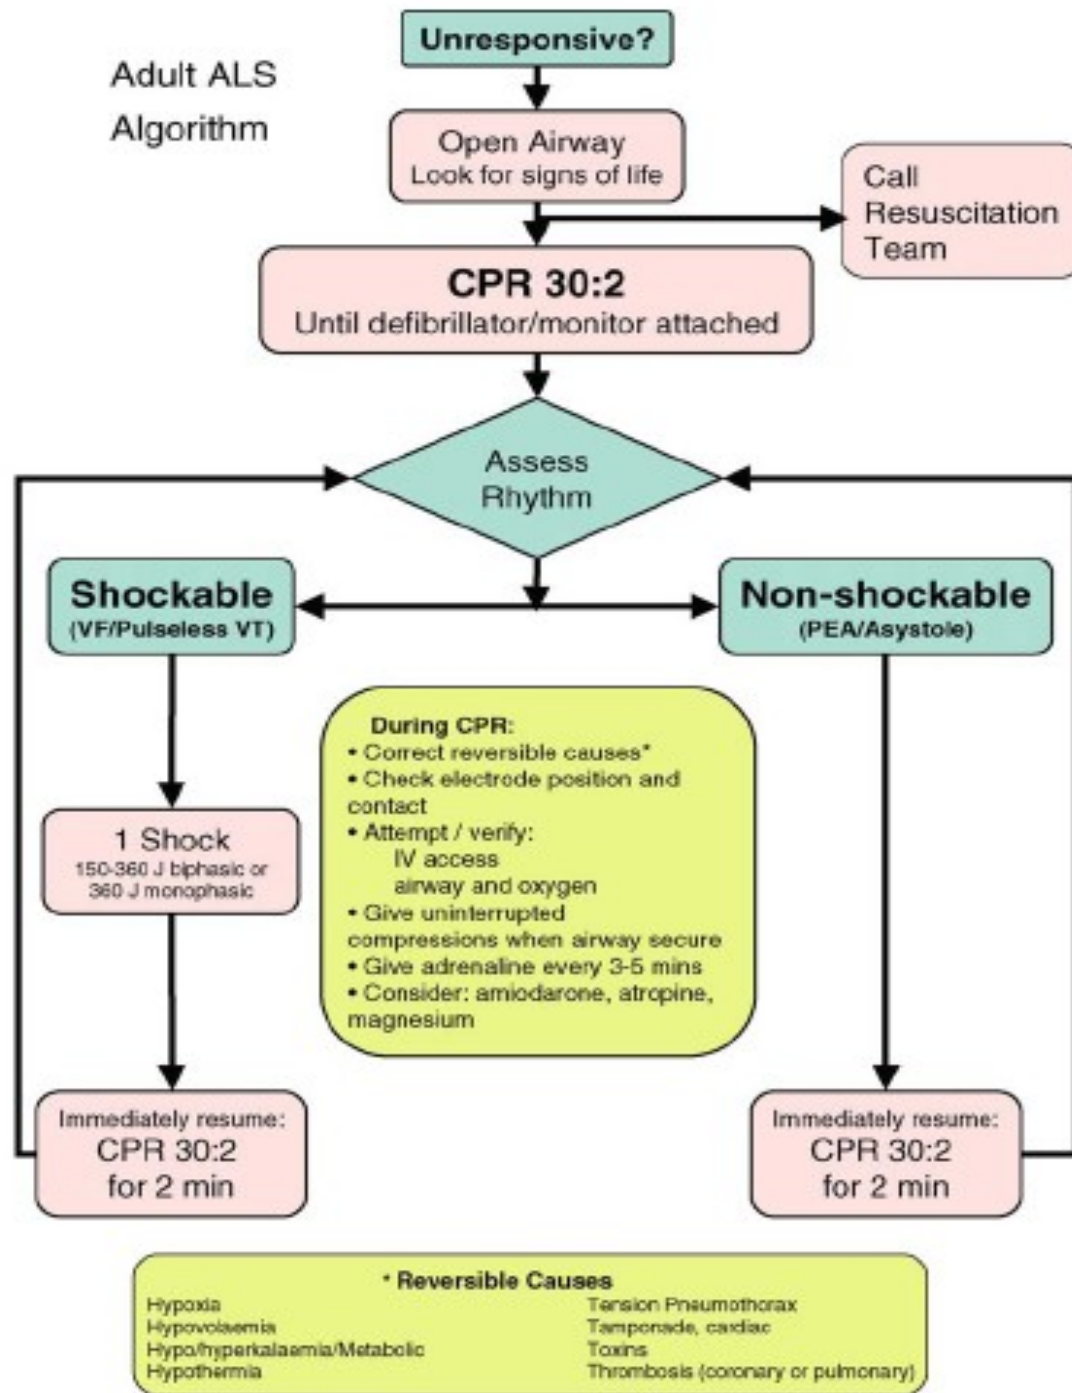 Adult ALS
Algorithm
Unresponsive?
Open Airway
Look for signs of life
Call
Resuscitation
Team
CPR 30:2
Until defibrillator/monitor attached
Assess
Rhythm
Shockable
(VF/Pulseless VT)
Non-shockable
(PEA/Asystole)
During CPR:
• Correct reversible causes*
• Check electrode position and
contact
• Attempt / verify:
IV access
airway and oxygen
• Give uninterrupted
compressions when airway secure
• Give adrenaline every 3-5 mins
• Consider: amiodarone, atropine,
magnesium
1 Shock
150-360 J biphasic or
360 J monophasic
Immediately resume:
CPR 30:2
for 2 min
Immediately resume:
CPR 30:2
for 2 min
* Reversible Causes
Hypoxia
Hypovolaemia
Hypo/hyperkalaemia/Metabolic
Hypothermia
Tension Pneumothorax
Tamponade, cardiac
Toxins
Thrombosis (coronary or pulmonary)